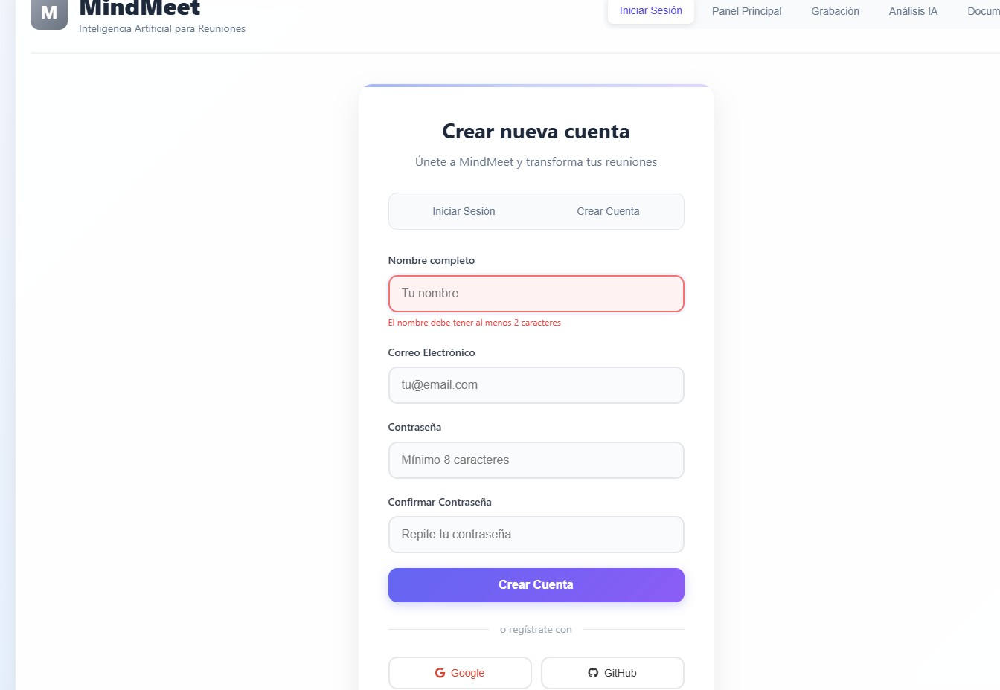 M
MindMeet
Inteligencia Artificial para Reuniones
Iniciar Sesión
Panel Principal
Grabación
Análisis IA
Docum
Crear nueva cuenta
Únete a MindMeet y transforma tus reuniones
Iniciar Sesión
Crear Cuenta
Nombre completo
Tu nombre
El nombre debe tener al menos 2 caracteres
Correo Electrónico
tu@email.com
Contraseña
Mínimo 8 caracteres
Confirmar Contraseña
Repite tu contraseña
Crear Cuenta
o regístrate con
Google
GitHub